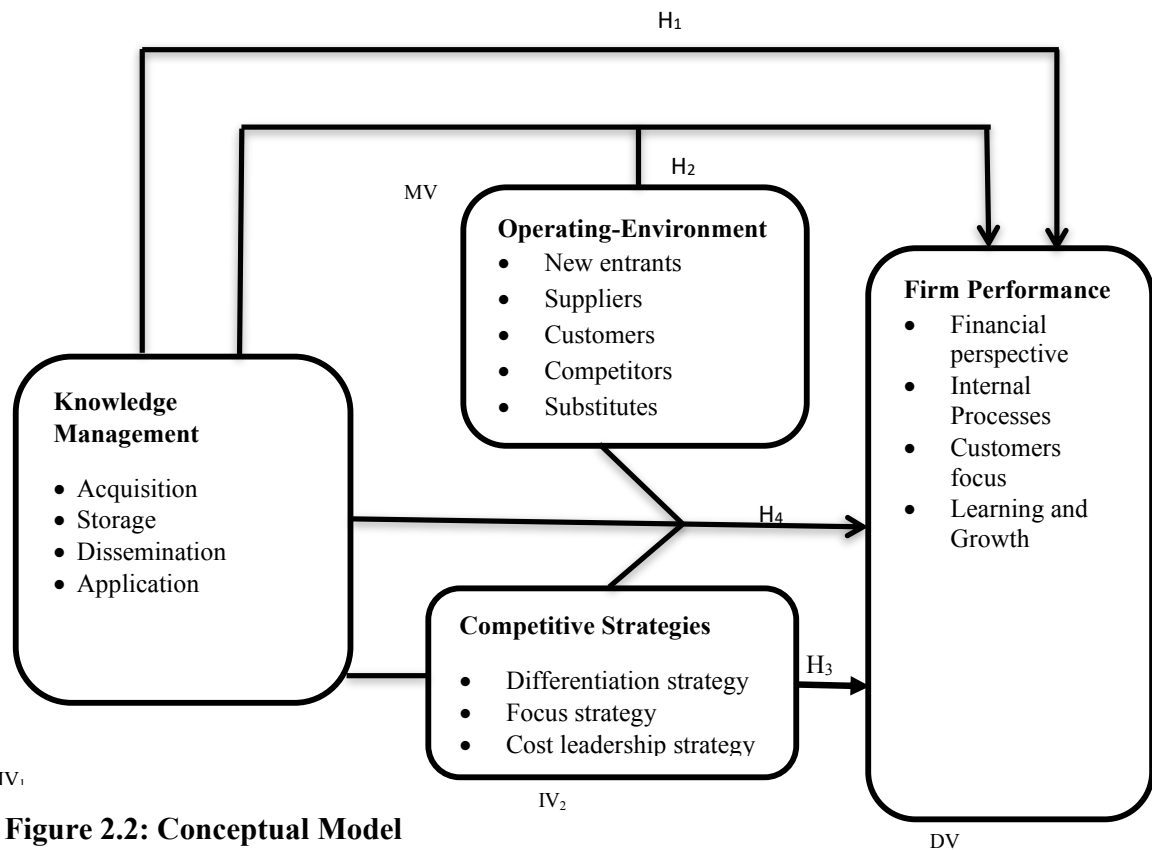 H₁
H₂
MV
Operating-Environment
• New entrants
• Suppliers
• Customers
• Competitors
• Substitutes
Firm Performance
• Financial
perspective
• Internal
Processes
• Customers
focus
• Learning and
Growth
Knowledge
Management
• Acquisition
• Storage
• Dissemination
• Application
H₄
Competitive Strategies
• Differentiation strategy
• Focus strategy
• Cost leadership strategy
H₃
IV₁
IV₂
DV
Figure 2.2: Conceptual Model